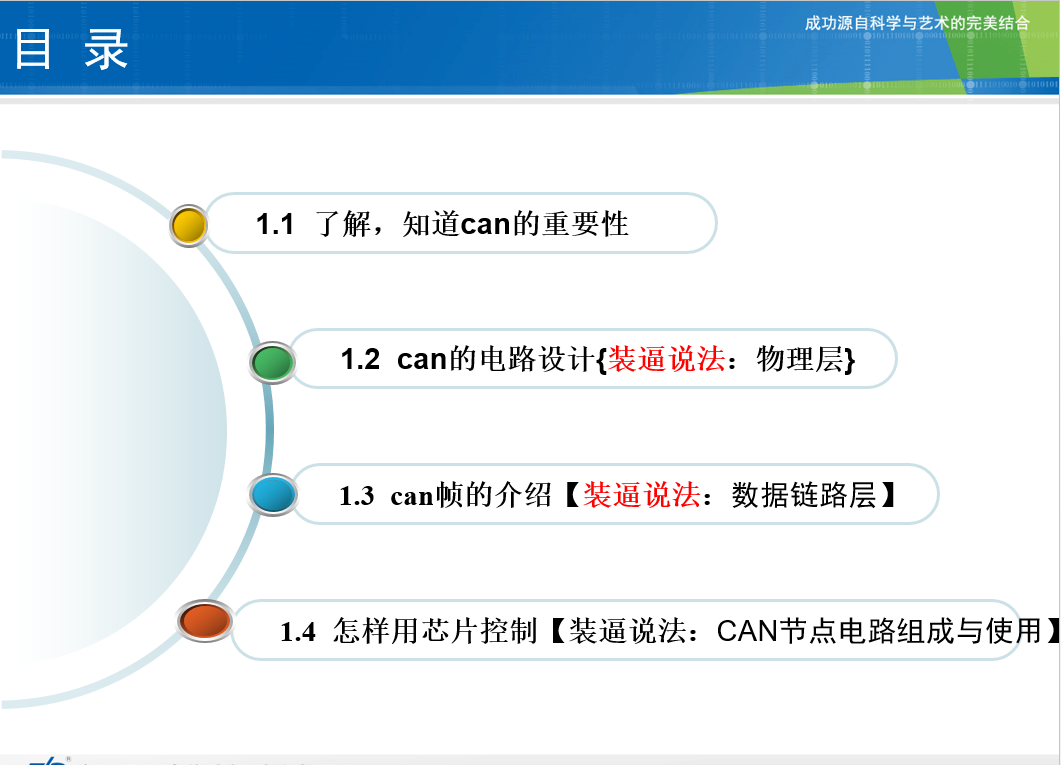 成功源自科学与艺术的完美结合
目 录
1.1 了解，知道can的重要性
1.2 can的电路设计{装逼说法：物理层}
1.3 can帧的介绍【装逼说法：数据链路层】
1.4 怎样用芯片控制【装逼说法：CAN节点电路组成与使用】